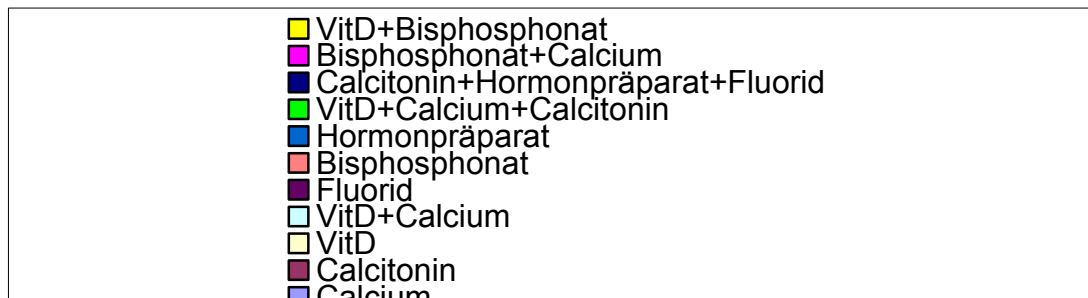 VitD+Bisphosphonat
Bisphosphonat+Calcium
Calcitonin+Hormonpräparat+Fluorid
VitD+Calcium+Calcitonin
Hormonpräparat
Bisphosphonat
Fluorid
VitD+Calcium
VitD
Calcitonin
Calcium